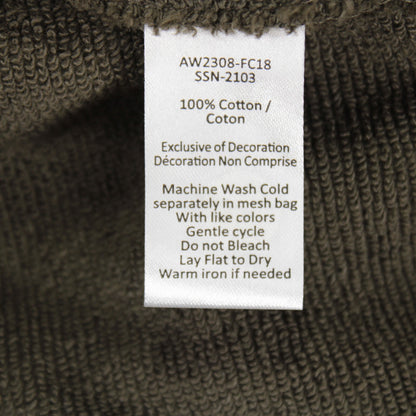 AW2308-FC18
SSN-2103
100% Cotton /
Coton
Exclusive of Decoration
Décoration Non Comprise
Machine Wash Cold
separately in mesh bag
With like colors
Gentle cycle
Do not Bleach
Lay Flat to Dry
Warm iron if needed